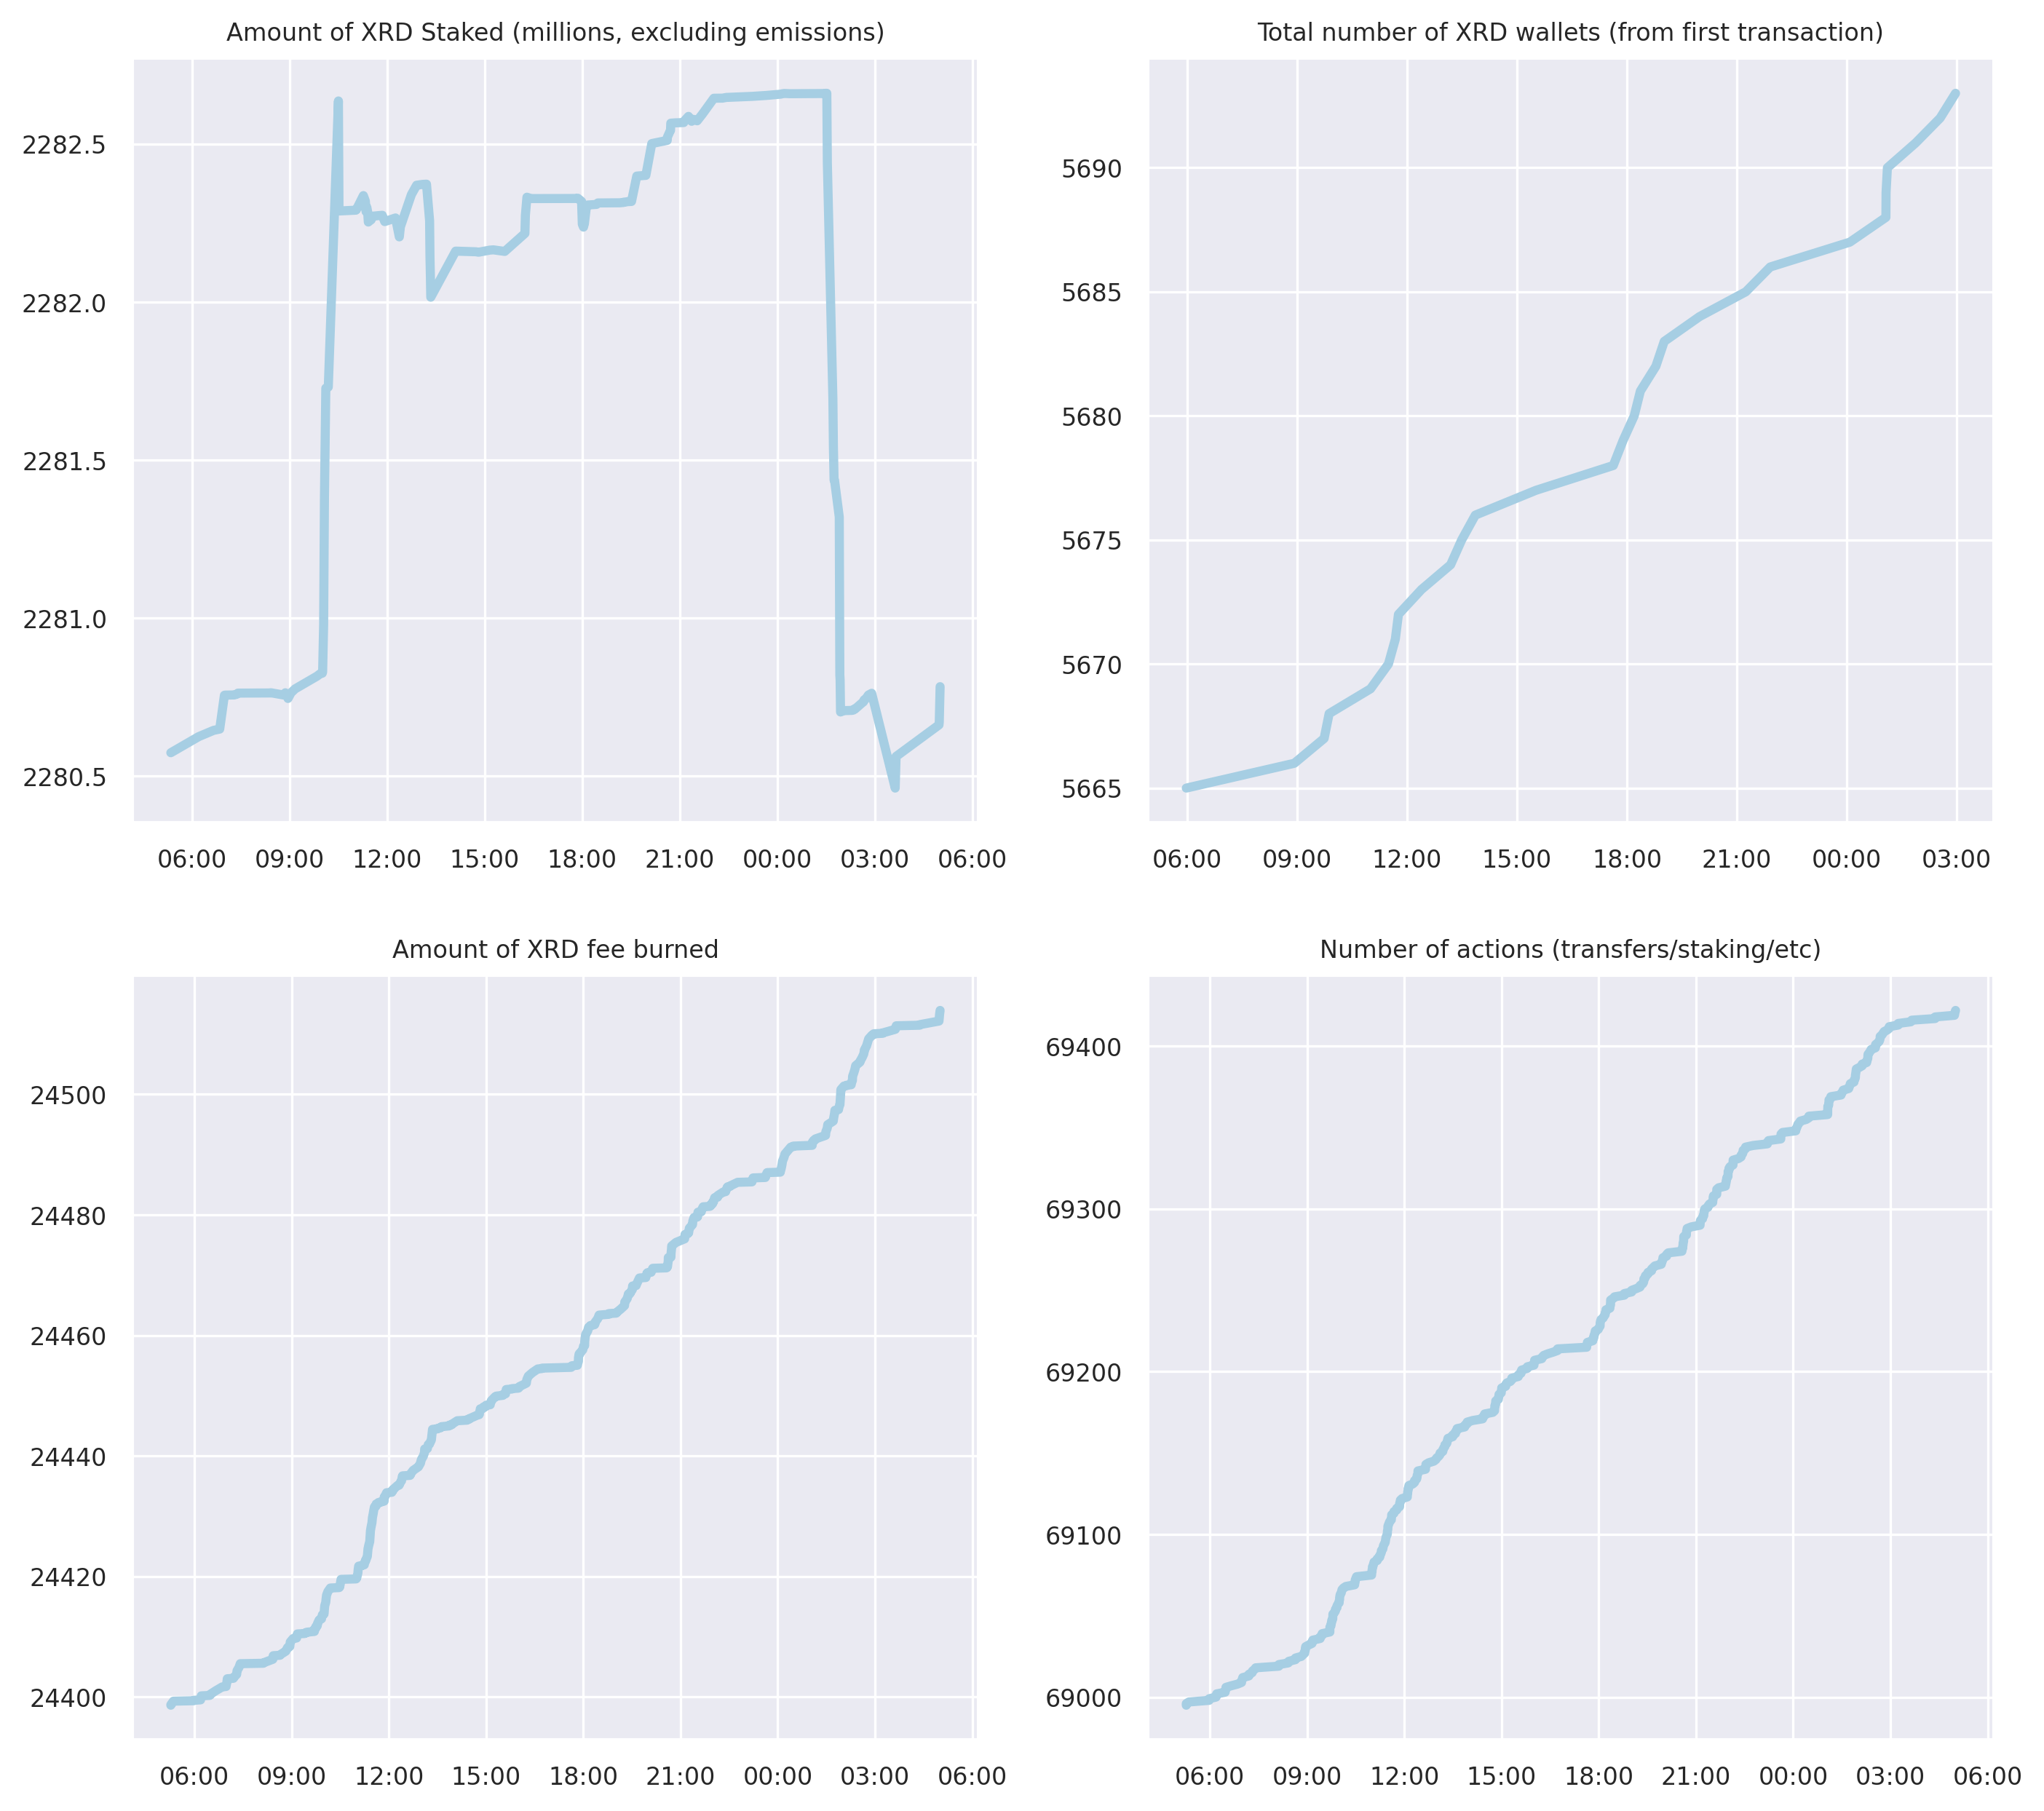 Amount of XRD Staked (millions, excluding emissions)
2282.5
2282.0
2281.5
2281.0
2280.5
06:00 09:00 12:00 15:00 18:00 21:00 00:00 03:00 06:00
Total number of XRD wallets (from first transaction)
5690
5685
5680
5675
5670
5665
06:00 09:00 12:00 15:00 18:00 21:00 00:00 03:00
Amount of XRD fee burned
24500
24480
24460
24440
24420
24400
06:00 09:00 12:00 15:00 18:00 21:00 00:00 03:00 06:00
Number of actions (transfers/staking/etc)
69400
69300
69200
69100
69000
06:00 09:00 12:00 15:00 18:00 21:00 00:00 03:00 06:00